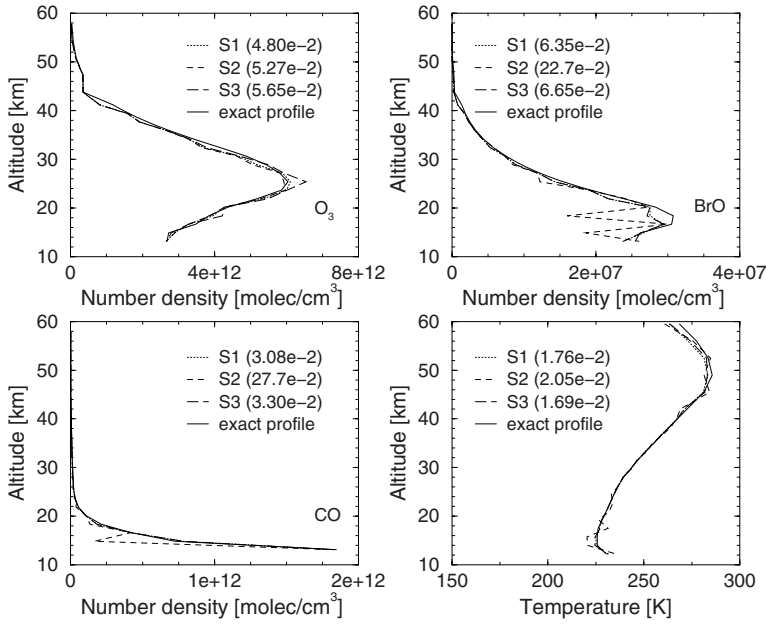 60
50
40
30
20
10
Altitude [km]
S1 (4.80e-2)
S2 (5.27e-2)
S3 (5.65e-2)
exact profile
O3
0
4e+12
8e+12
Number density [molec/cm3]
60
50
40
30
20
10
Altitude [km]
S1 (6.35e-2)
S2 (22.7e-2)
S3 (6.65e-2)
exact profile
BrO
0
2e+07
4e+07
Number density [molec/cm3]
60
50
40
30
20
10
Altitude [km]
S1 (3.08e-2)
S2 (27.7e-2)
S3 (3.30e-2)
exact profile
CO
0
1e+12
2e+12
Number density [molec/cm3]
60
50
40
30
20
10
Altitude [km]
S1 (1.76e-2)
S2 (2.05e-2)
S3 (1.69e-2)
exact profile
150
200
250
300
Temperature [K]